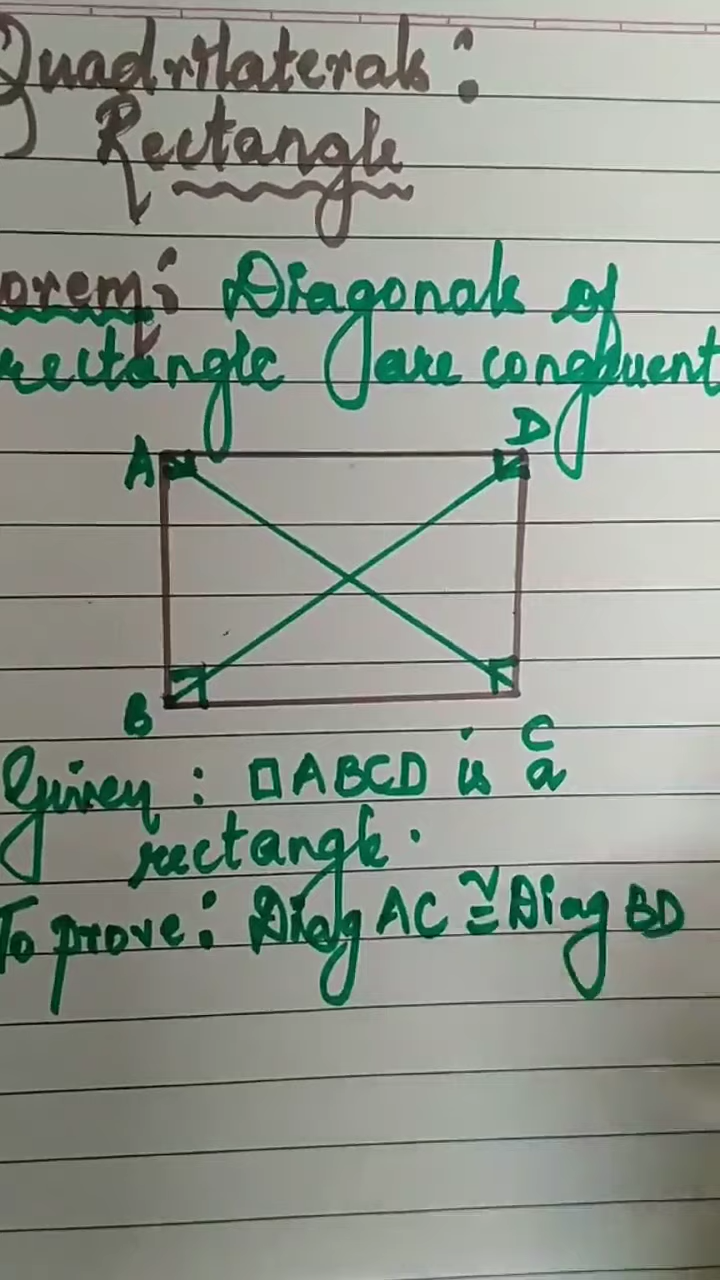 Quadrilaterals:
Rectangle
orem: Diagonals of
rectangle are congruent
A
D
B
C
Given: □ABCD is a
rectangle.
To prove: Diag AC ≅ Diag BD